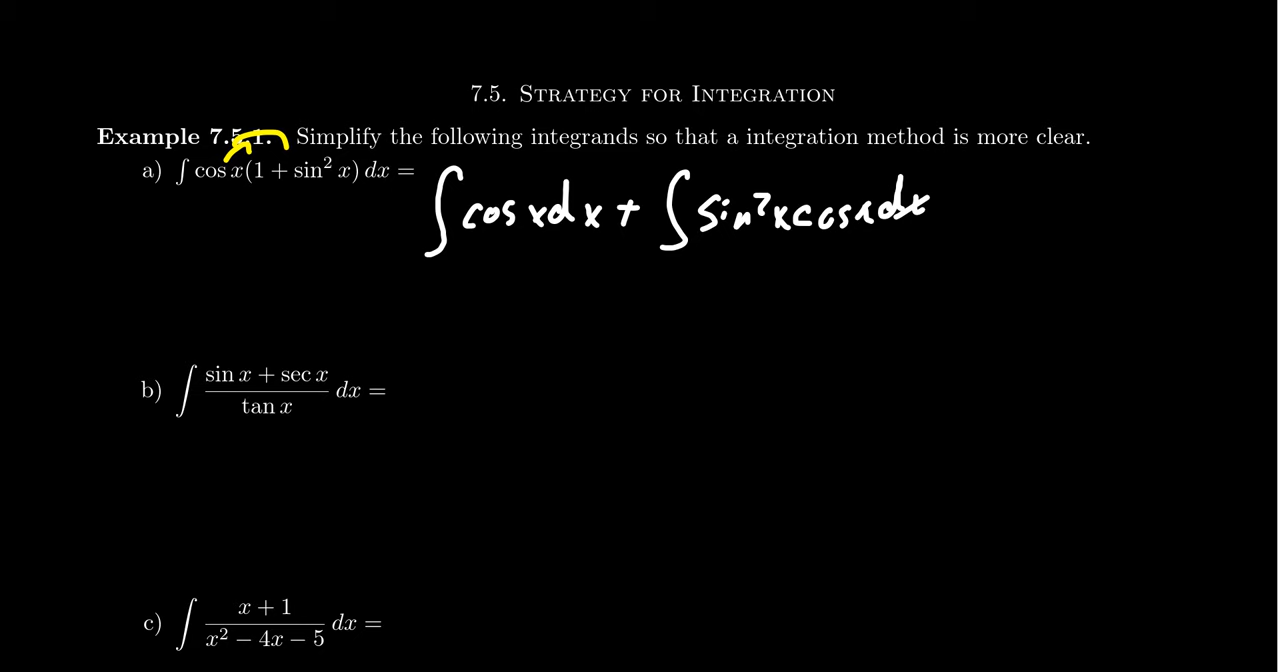 7.5. Strategy for Integration
Example 7.5.1. Simplify the following integrands so that a integration method is more clear.
a) ∫ cos x(1 + sin² x) dx = ∫ cos x dx + ∫ sin² x cos x dx
b) ∫ (sin x + sec x)/(tan x) dx =
c) ∫ (x + 1)/(x² − 4x − 5) dx =